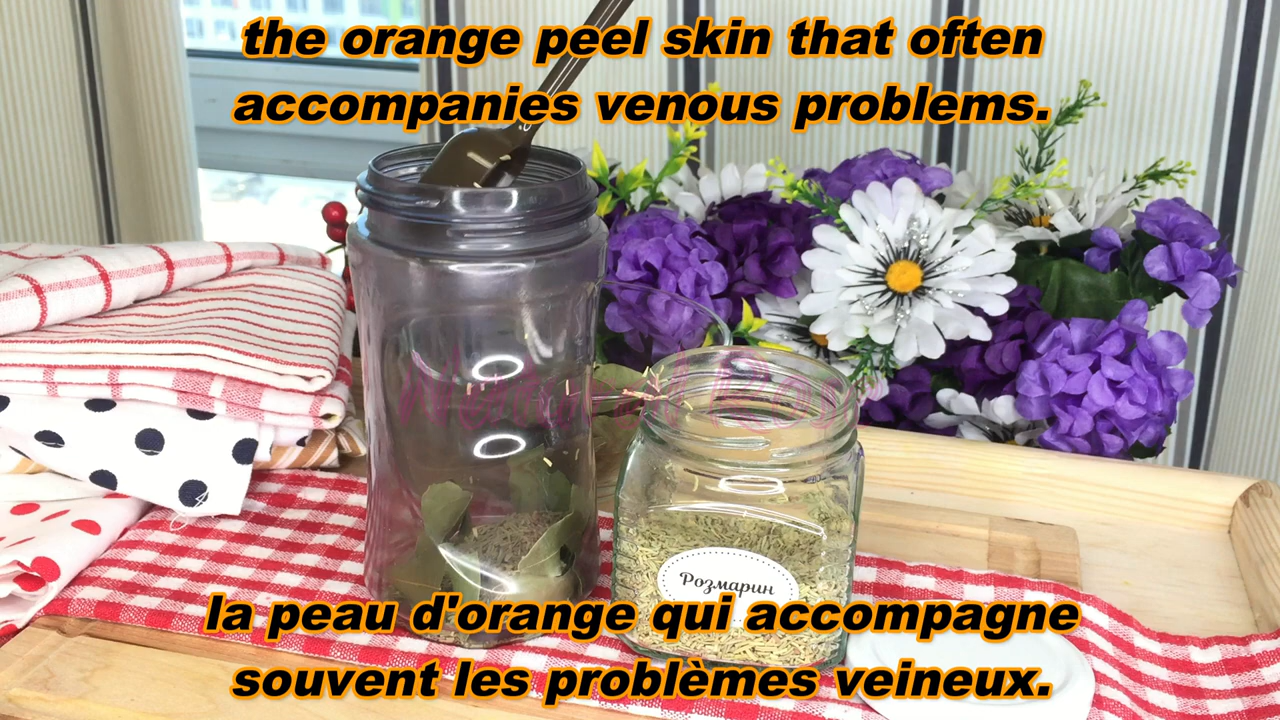 the orange peel skin that often
accompanies venous problems.
Розмарин
la peau d'orange qui accompagne
souvent les problèmes veineux.